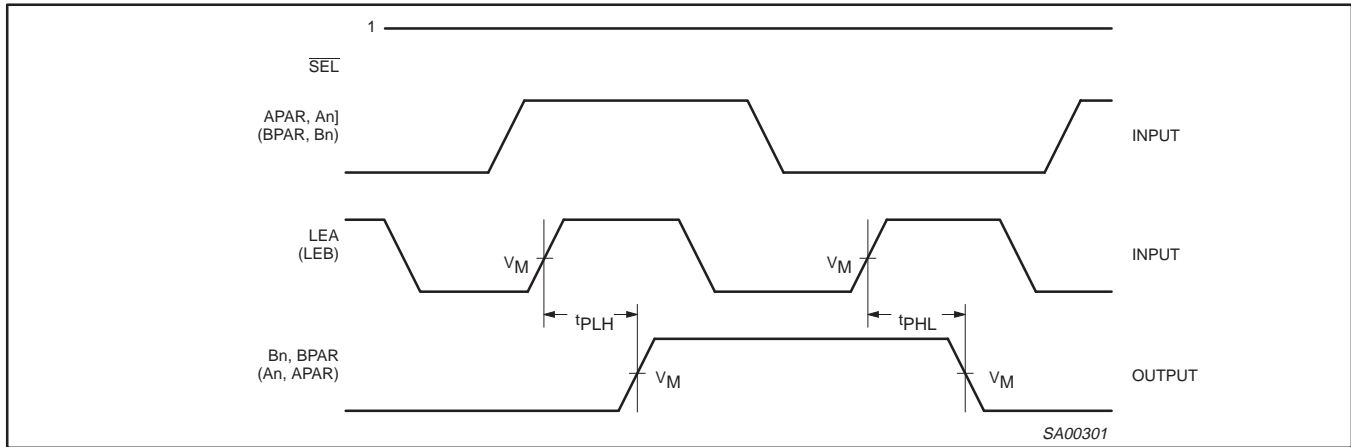 1
SEL
APAR, An]
(BPAR, Bn)
INPUT
LEA
(LEB)
VM
VM
INPUT
tPLH
tPHL
Bn, BPAR
(An, APAR)
VM
VM
OUTPUT
SA00301